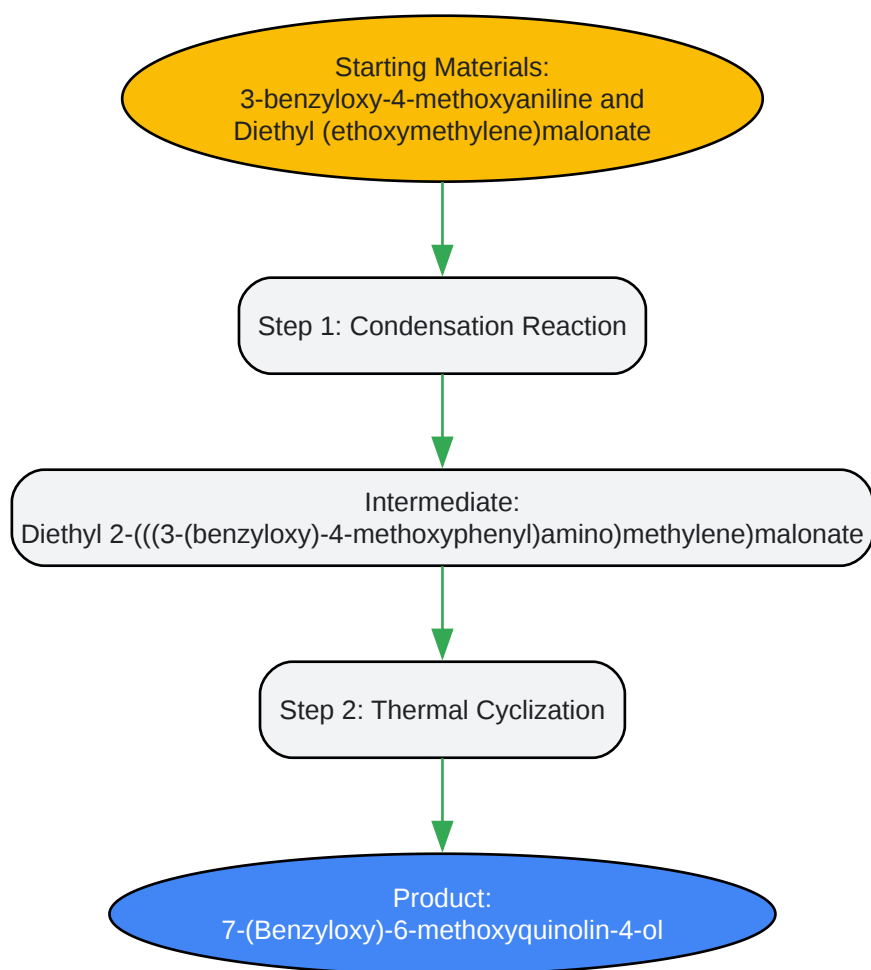 Starting Materials:
3-benzyloxy-4-methoxyaniline and
Diethyl (ethoxymethylene)malonate
Step 1: Condensation Reaction
Intermediate:
Diethyl 2-(((3-(benzyloxy)-4-methoxyphenyl)amino)methylene)malonate
Step 2: Thermal Cyclization
Product:
7-(Benzyloxy)-6-methoxyquinolin-4-ol